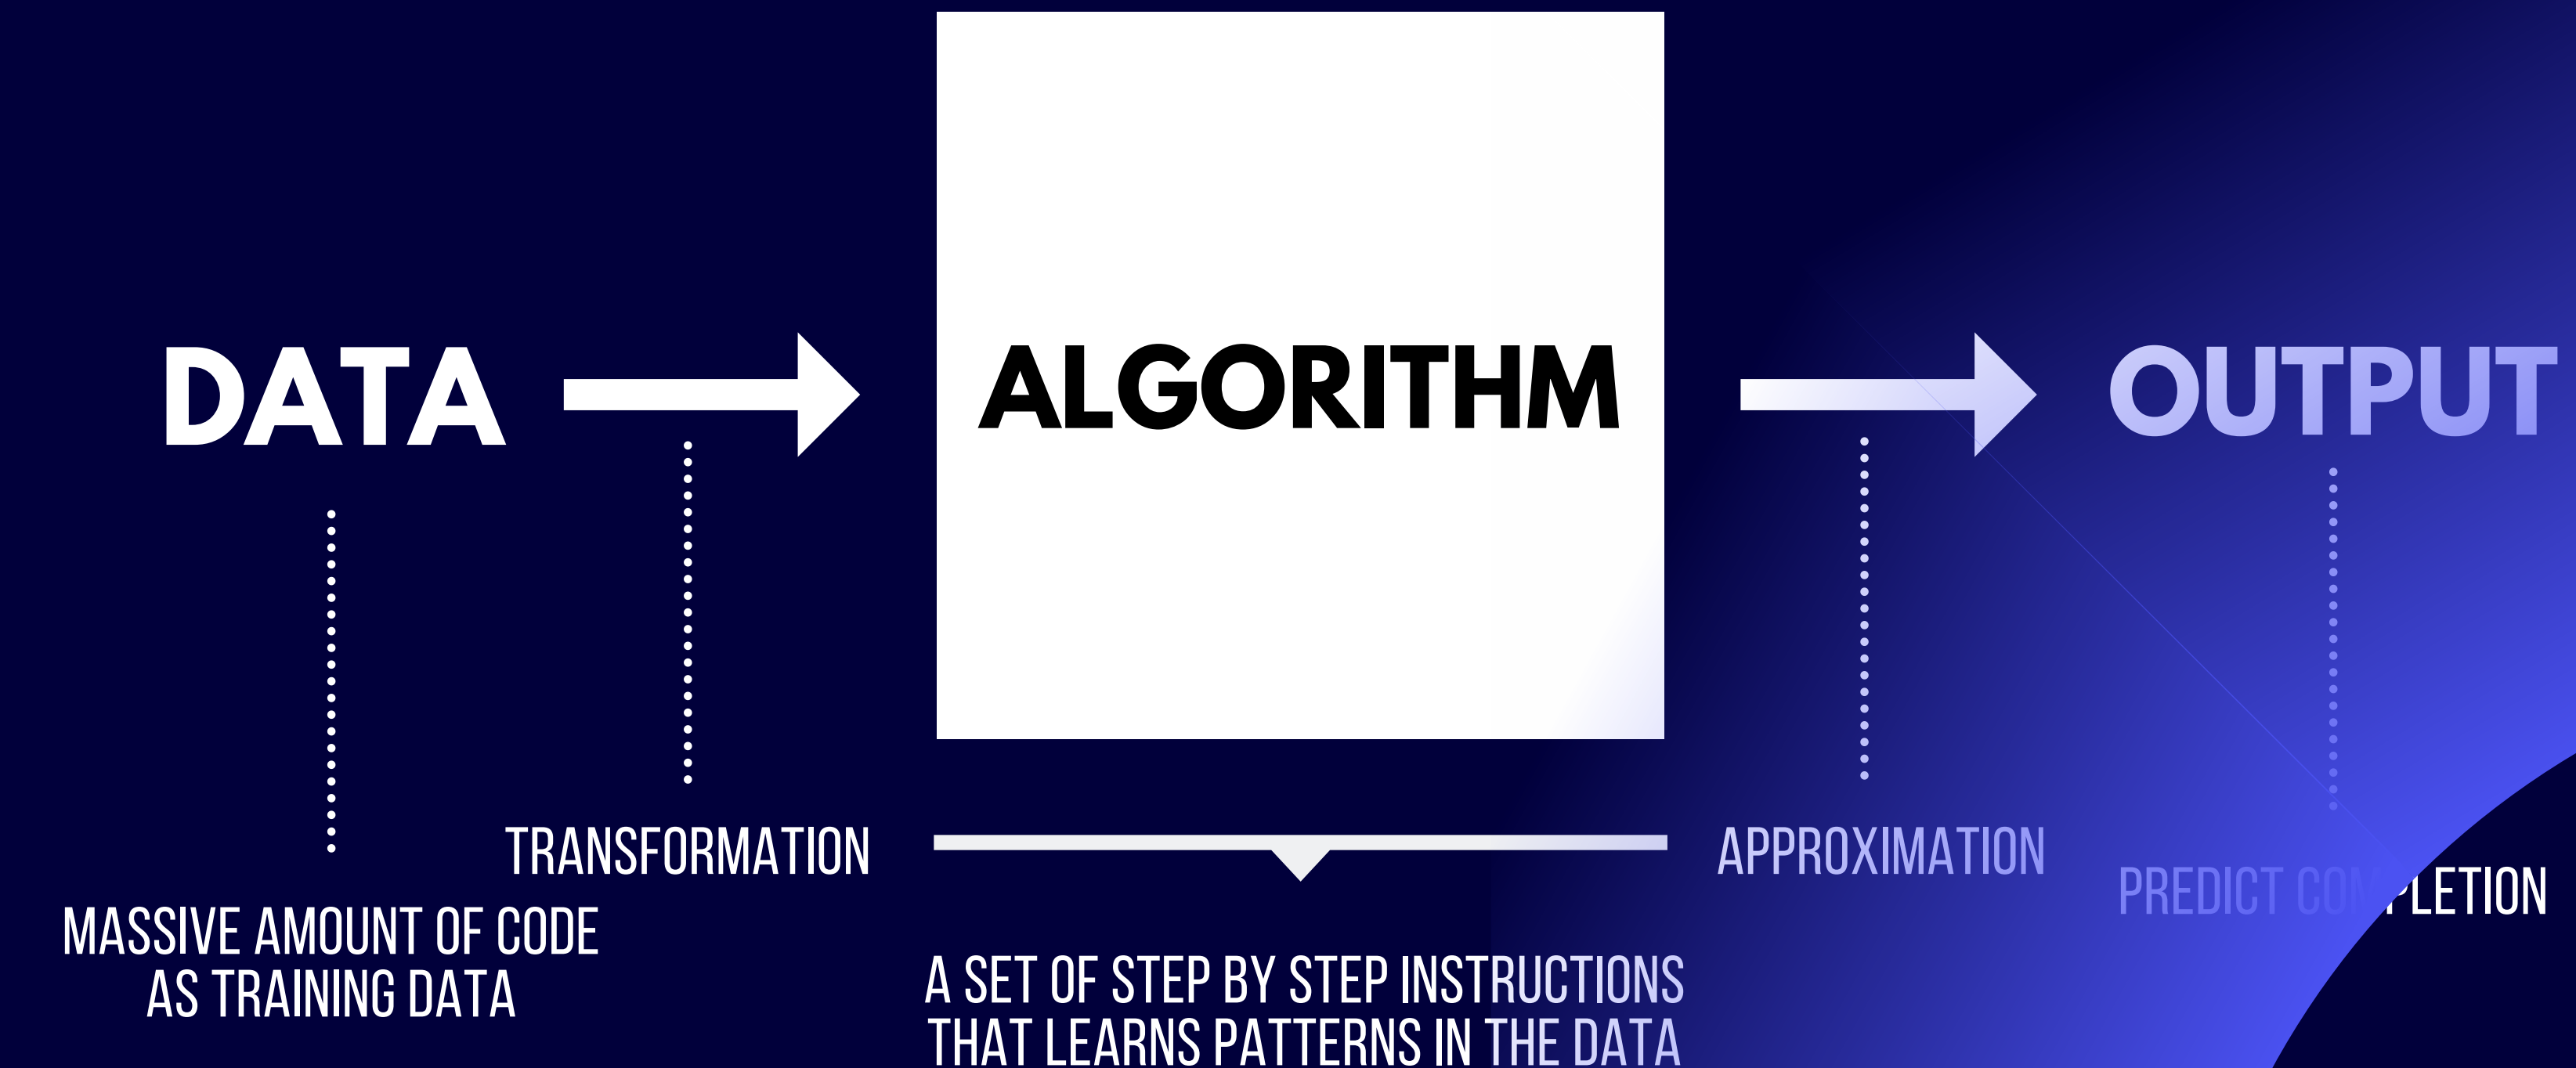 DATA
ALGORITHM
OUTPUT
TRANSFORMATION
APPROXIMATION
PREDICT COMPLETION
MASSIVE AMOUNT OF CODE
AS TRAINING DATA
A SET OF STEP BY STEP INSTRUCTIONS
THAT LEARNS PATTERNS IN THE DATA